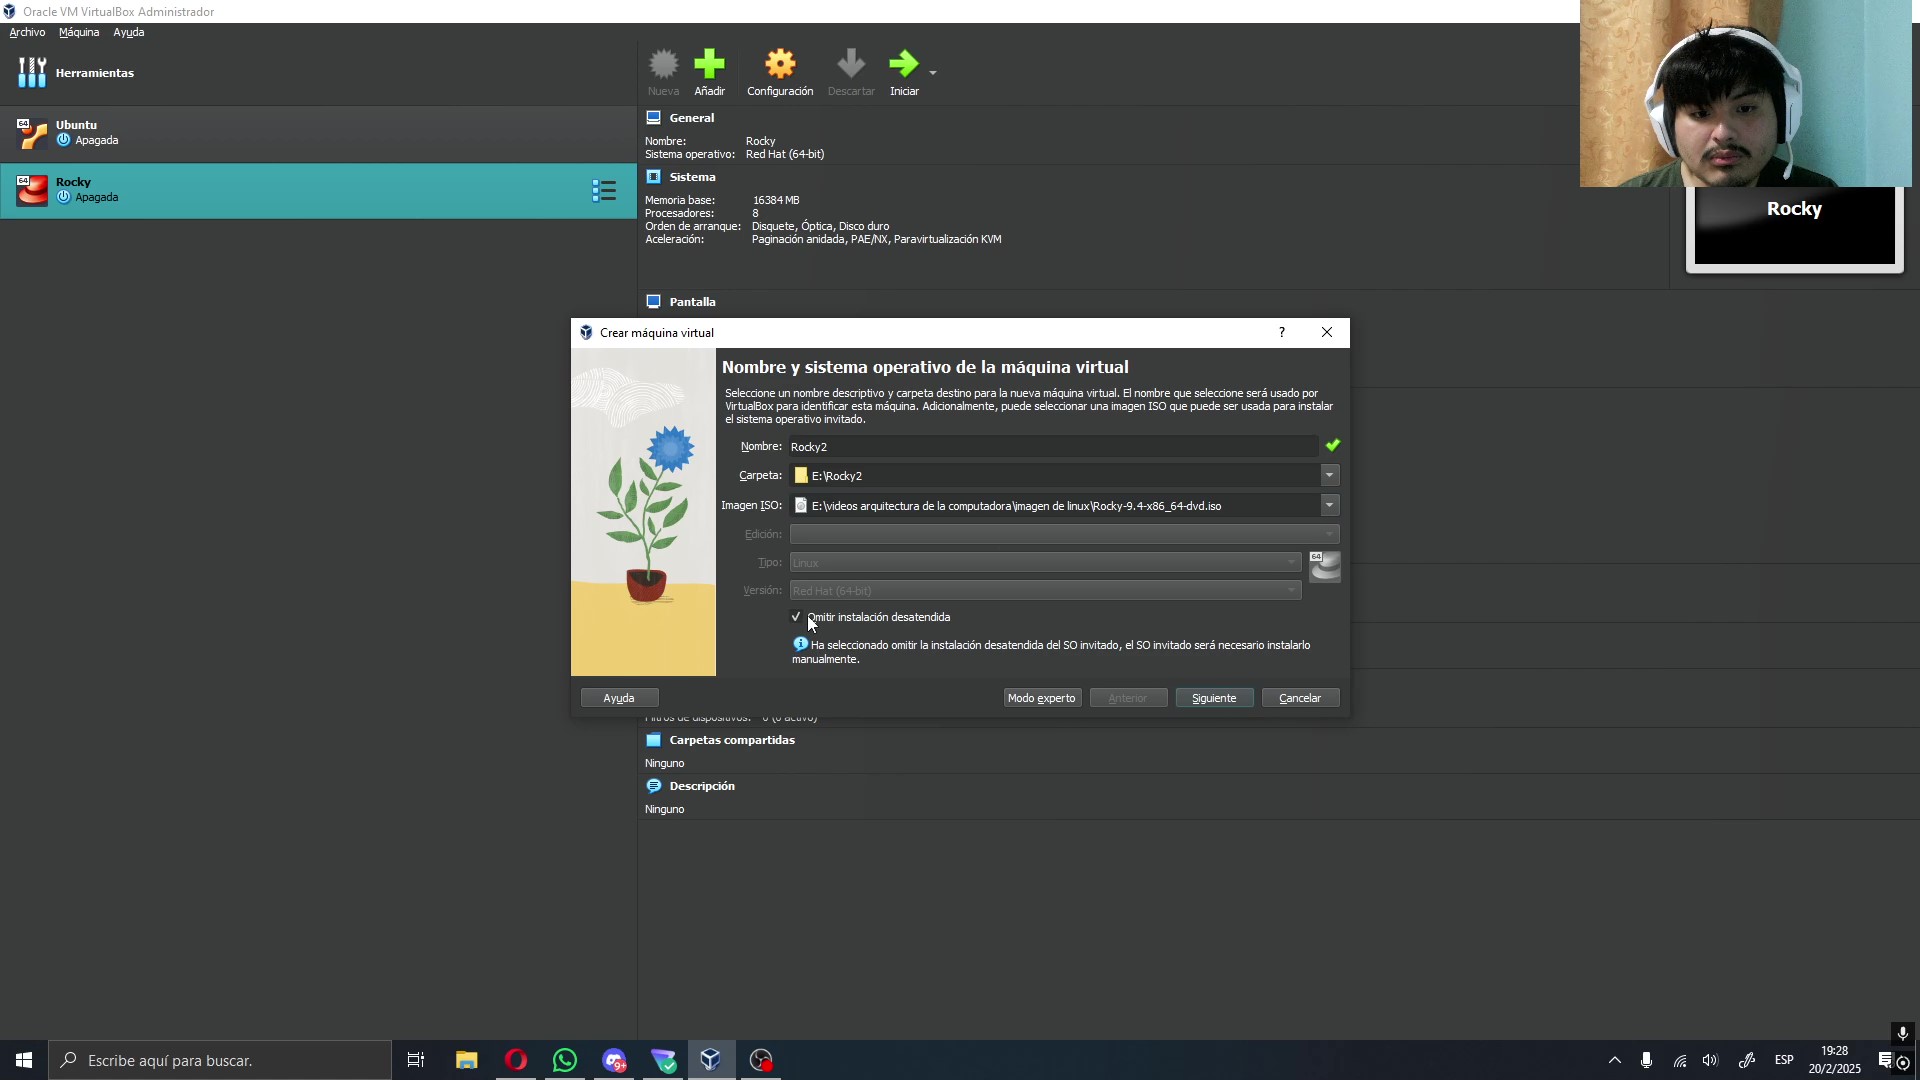 Oracle VM VirtualBox Administrador
Archivo Máquina Ayuda
Herramientas
Nueva Añadir Configuración Descartar Iniciar
64 Ubuntu
Apagada
64 Rocky
Apagada
General
Nombre: Rocky
Sistema operativo: Red Hat (64-bit)
Sistema
Memoria base: 16384 MB
Procesadores: 8
Orden de arranque: Disquete, Óptica, Disco duro
Aceleración: Paginación anidada, PAE/NX, Paravirtualización KVM
Rocky
Pantalla
Crear máquina virtual ?
Nombre y sistema operativo de la máquina virtual
Seleccione un nombre descriptivo y carpeta destino para la nueva máquina virtual. El nombre que seleccione será usado por
VirtualBox para identificar esta máquina. Adicionalmente, puede seleccionar una imagen ISO que puede ser usada para instalar
el sistema operativo invitado.
Nombre: Rocky2
Carpeta: E:\Rocky2
Imagen ISO: E:\videos arquitectura de la computadora\imagen de linux\Rocky-9.4-x86_64-dvd.iso
Edición:
Tipo: Linux
64
Versión: Red Hat (64-bit)
Omitir instalación desatendida
Ha seleccionado omitir la instalación desatendida del SO invitado, el SO invitado será necesario instalarlo
manualmente.
Ayuda Modo experto Anterior Siguiente Cancelar
Filtros de dispositivos: 0 (0 activo)
Carpetas compartidas
Ninguno
Descripción
Ninguno
Escribe aquí para buscar.
9+
ESP
19:28
20/2/2025